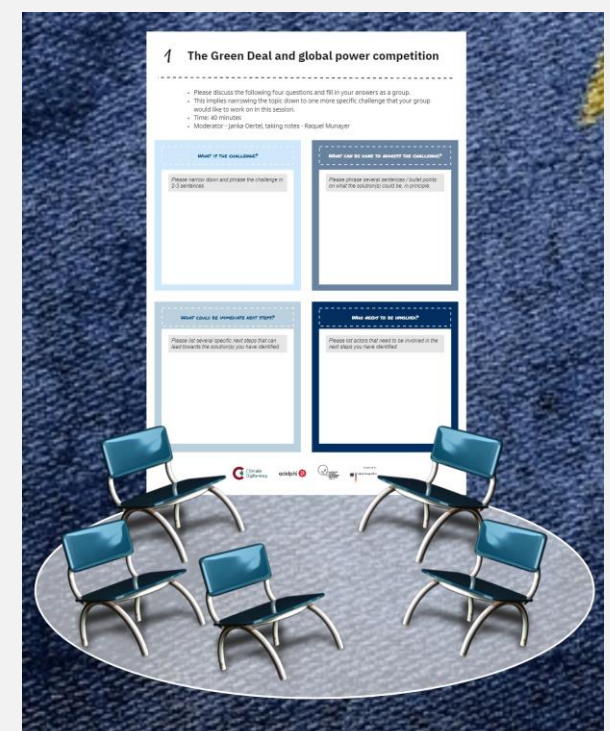 1 The Green Deal and global power competition
• Please discuss the following four questions and fill in your answers as a group.
• This implies narrowing the topic down to one more specific challenge that your group
would like to work on in this session.
• Time: 40 minutes
• Moderator - Janka Oertel, taking notes - Raquel Munayer
WHAT IS THE CHALLENGE?
Please narrow down and phrase the challenge in
2-3 sentences.
WHAT CAN BE DONE TO ADDRESS THE CHALLENGE?
Please phrase several sentences / bullet points
on what the solution(s) could be, in principle.
WHAT COULD BE IMMEDIATE NEXT STEPS?
Please list several specific next steps that can
lead towards the solution(s) you have identified.
WHO NEEDS TO BE INVOLVED?
Please list actors that need to be involved in the
next steps you have identified.
Climate
Diplomacy
adelphi